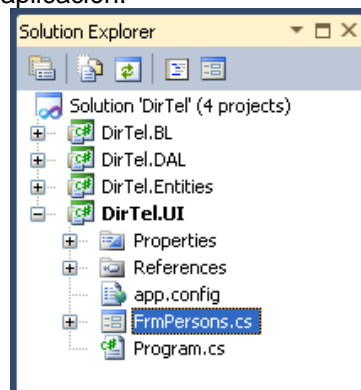 aplicación.
Solution Explorer
Solution 'DirTel' (4 projects)
DirTel.BL
DirTel.DAL
DirTel.Entities
DirTel.UI
Properties
References
app.config
FrmPersons.cs
Program.cs